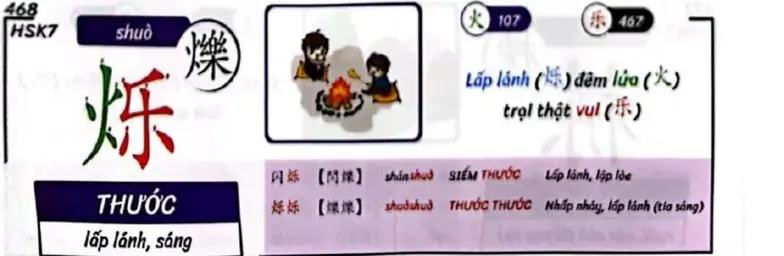 468
HSK7
shuò
爍
烁
THƯỚC
lấp lánh, sáng
火 107
乐 467
Lấp lánh (烁) đêm lửa (火)
trại thật vui (乐)
闪烁 【閃爍】 shǎnshuò SIỂM THƯỚC Lấp lánh, lập lòe
烁烁 【爍爍】 shuòshuò THƯỚC THƯỚC Nhấp nháy, lấp lánh (tia sáng)